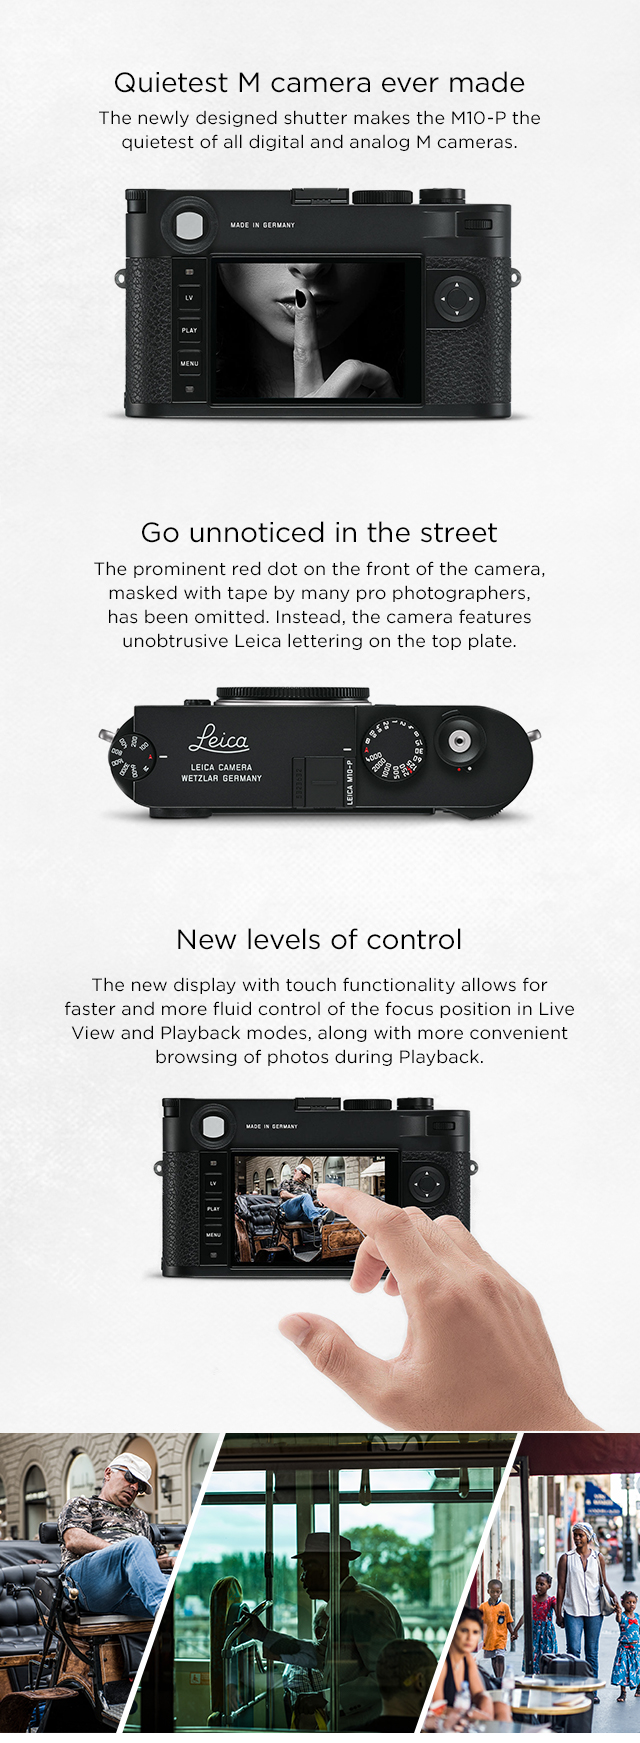 Quietest M camera ever made
The newly designed shutter makes the M10-P the
quietest of all digital and analog M cameras.
MADE IN GERMANY
LV
PLAY
MENU
Go unnoticed in the street
The prominent red dot on the front of the camera,
masked with tape by many pro photographers,
has been omitted. Instead, the camera features
unobtrusive Leica lettering on the top plate.
Leica
LEICA CAMERA
WETZLAR GERMANY
LEICA M10-P
New levels of control
The new display with touch functionality allows for
faster and more fluid control of the focus position in Live
View and Playback modes, along with more convenient
browsing of photos during Playback.
MADE IN GERMANY
LV
PLAY
MENU